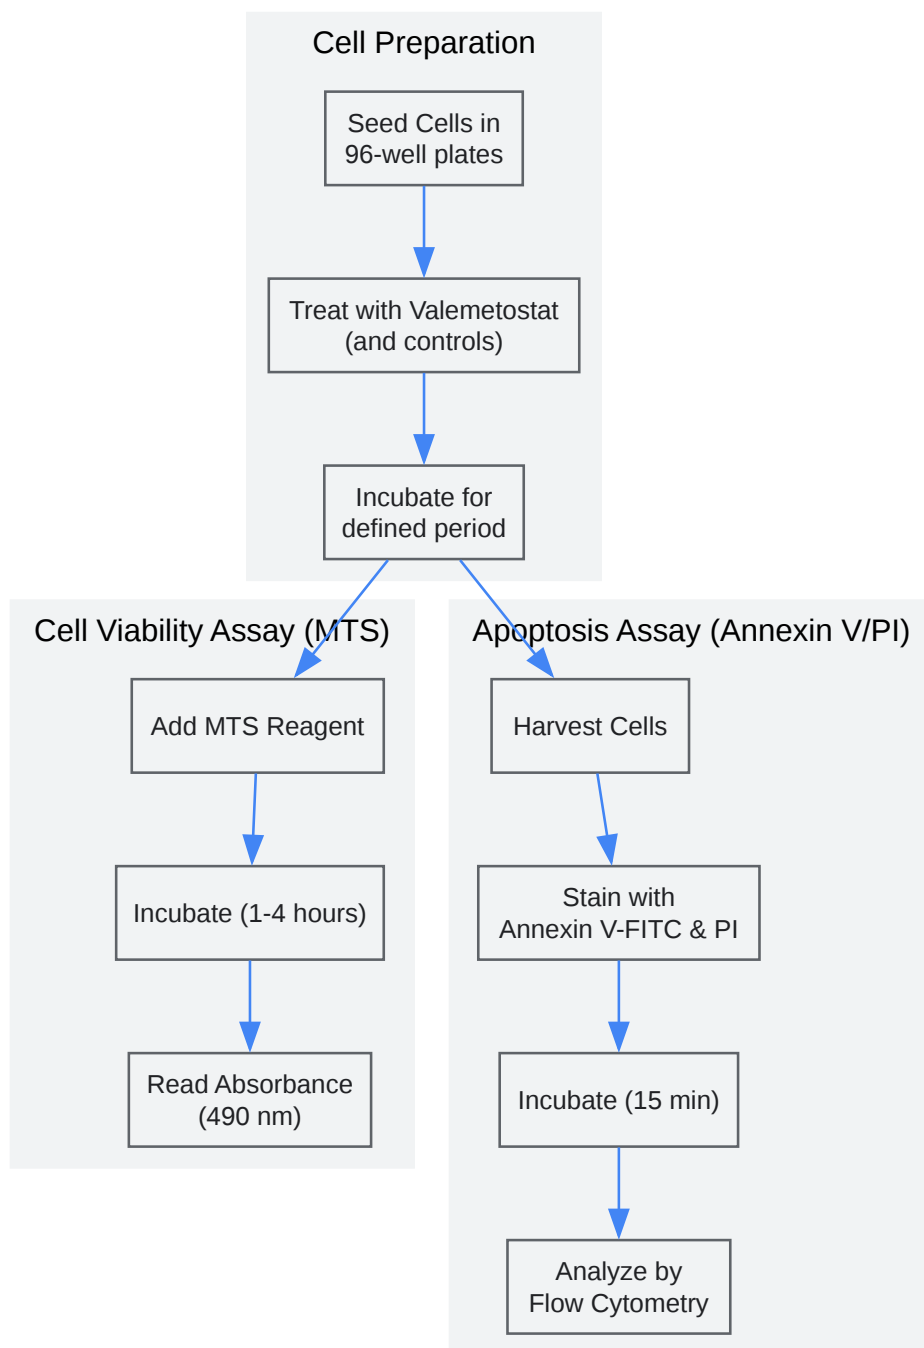 Cell Preparation
Seed Cells in
96-well plates
Treat with Valemetostat
(and controls)
Incubate for
defined period
Cell Viability Assay (MTS)
Add MTS Reagent
Incubate (1-4 hours)
Read Absorbance
(490 nm)
Apoptosis Assay (Annexin V/PI)
Harvest Cells
Stain with
Annexin V-FITC & PI
Incubate (15 min)
Analyze by
Flow Cytometry